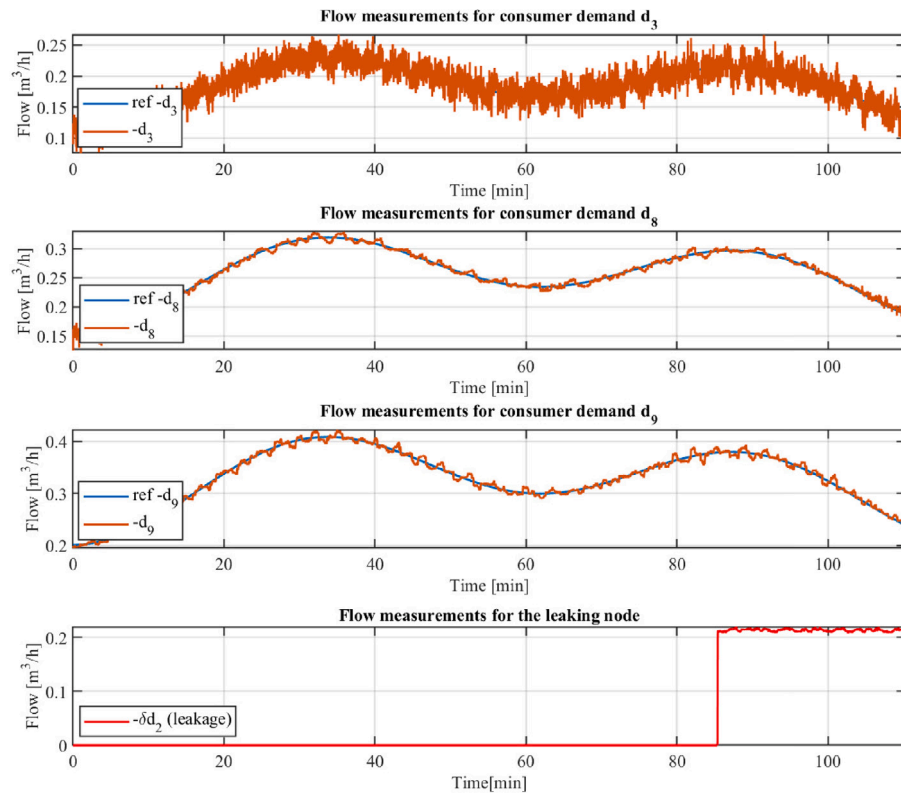 Flow measurements for consumer demand d₃
Flow [m³/h]
0.25
0.2
0.15
0.1
ref -d₃
-d₃
0 20 40 60 80 100
Time [min]
Flow measurements for consumer demand d₈
Flow [m³/h]
0.3
0.25
0.2
0.15
ref -d₈
-d₈
0 20 40 60 80 100
Time [min]
Flow measurements for consumer demand d₉
Flow [m³/h]
0.4
0.3
0.2
ref -d₉
-d₉
0 20 40 60 80 100
Time [min]
Flow measurements for the leaking node
Flow [m³/h]
0.2
0.1
0
-δd₂ (leakage)
0 20 40 60 80 100
Time[min]